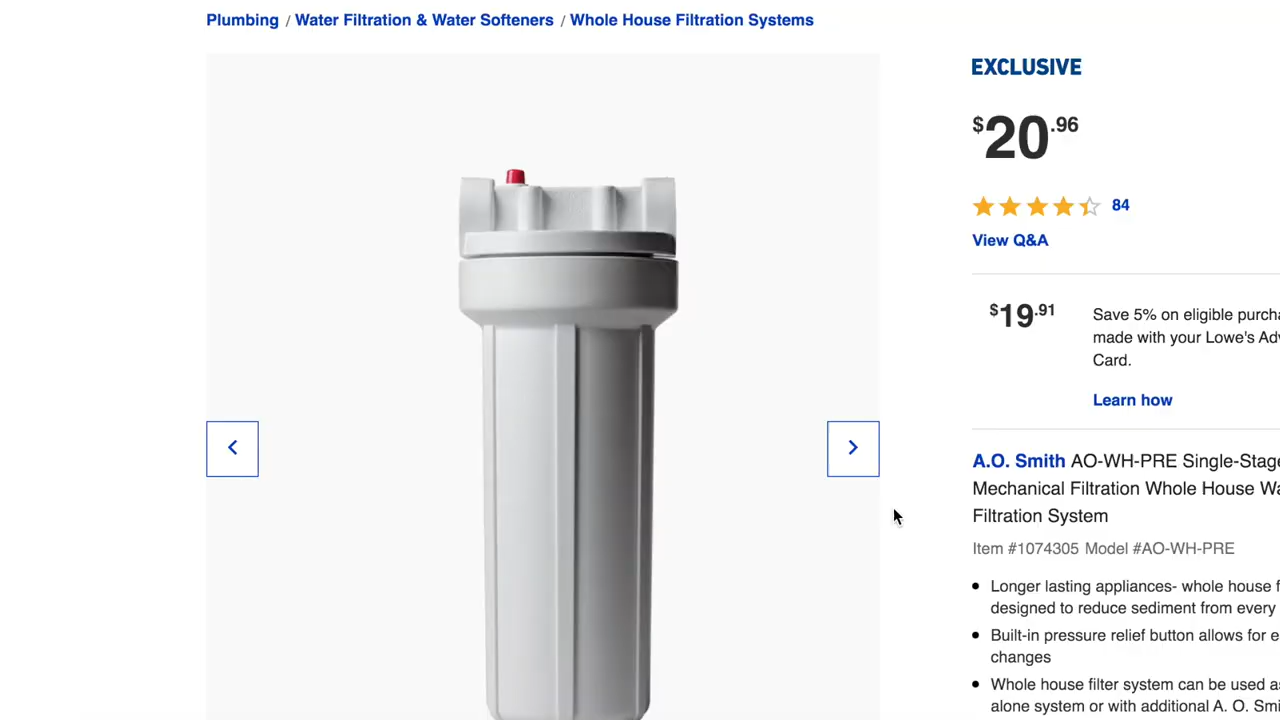 Plumbing / Water Filtration & Water Softeners / Whole House Filtration Systems
EXCLUSIVE
$20.96
84
View Q&A
$19.91
Save 5% on eligible purcha
made with your Lowe's Adv
Card.
Learn how
A.O. Smith AO-WH-PRE Single-Stage
Mechanical Filtration Whole House Wa
Filtration System
Item #1074305 Model #AO-WH-PRE
Longer lasting appliances- whole house f
designed to reduce sediment from every
Built-in pressure relief button allows for e
changes
Whole house filter system can be used as
alone system or with additional A. O. Smi